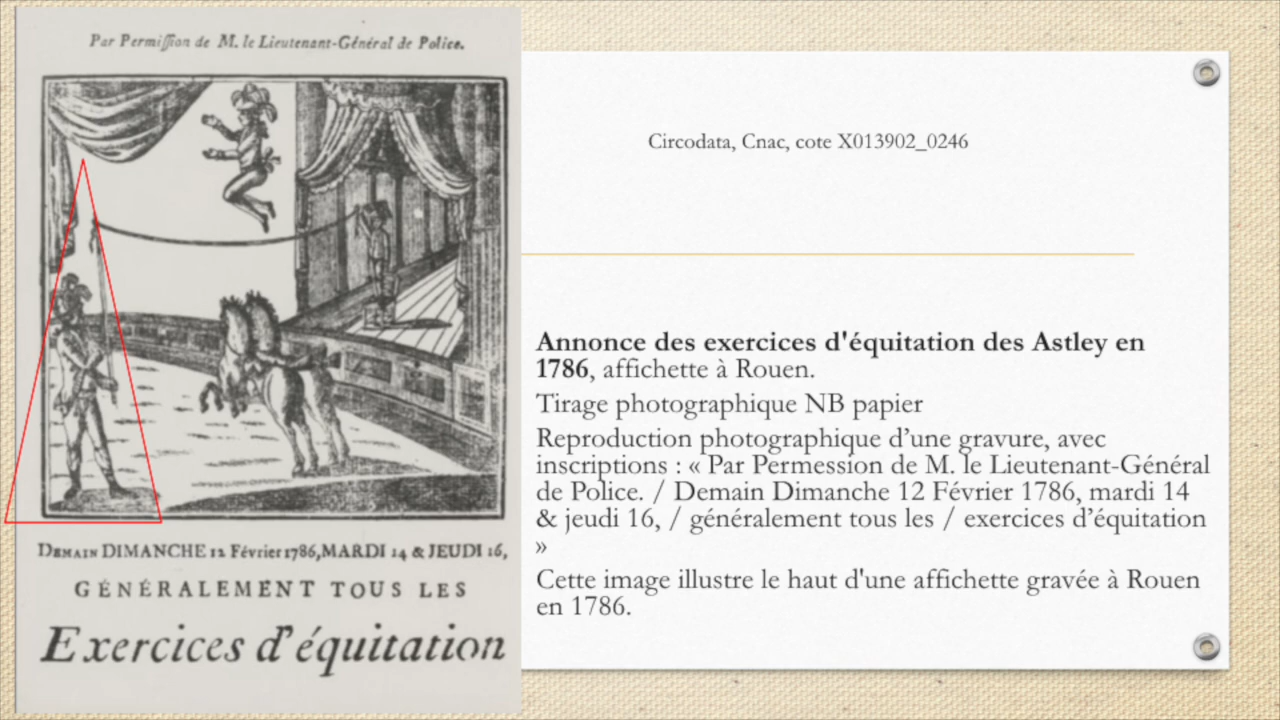 Par Permiſſion de M. le Lieutenant-Général de Police.
Demain DIMANCHE 12 Février 1786, MARDI 14 & JEUDI 16,
GÉNÉRALEMENT TOUS LES
Exercices d'équitation
Circodata, Cnac, cote X013902_0246
Annonce des exercices d'équitation des Astley en
1786, affichette à Rouen.
Tirage photographique NB papier
Reproduction photographique d’une gravure, avec
inscriptions : « Par Permession de M. le Lieutenant-Général
de Police. / Demain Dimanche 12 Février 1786, mardi 14
& jeudi 16, / généralement tous les / exercices d’équitation
»
Cette image illustre le haut d'une affichette gravée à Rouen
en 1786.